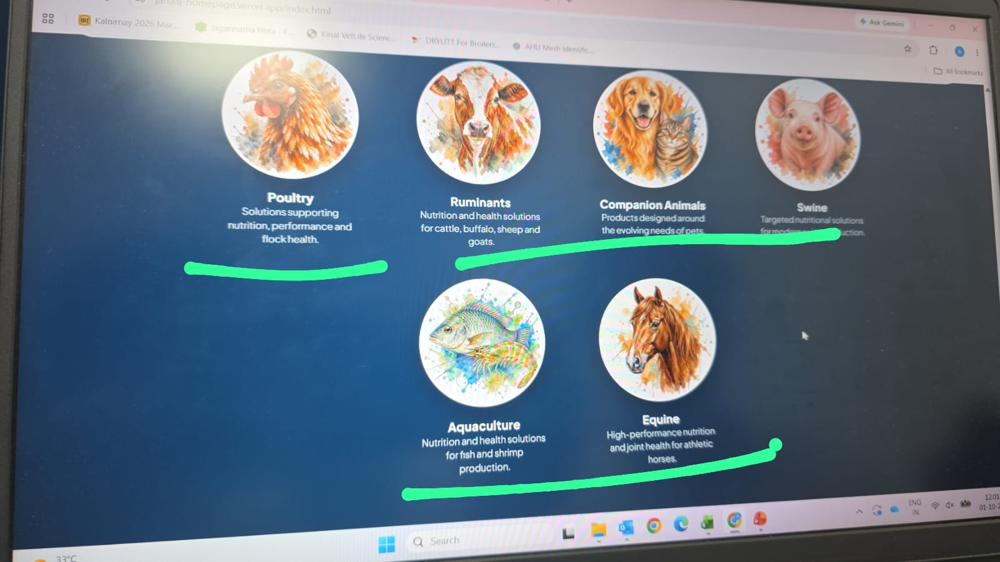 janaaj-homepage.vercel.app/index.html
Ask Gemini
Kalnirnay 2026 Mar...
Jagannatha Hora - F...
Kinal VetLife Scienc...
DRYLITT For Broilers...
AHU Mesh Identific...
All Bookmarks
Poultry
Solutions supporting
nutrition, performance and
flock health.
Ruminants
Nutrition and health solutions
for cattle, buffalo, sheep and
goats.
Companion Animals
Products designed around
the evolving needs of pets.
Swine
Targeted nutritional solutions
for
Aquaculture
Nutrition and health solutions
for fish and shrimp
production.
Equine
High-performance nutrition
and joint health for athletic
horses.
33°C
Search
ENG
IN
12:01
01-10-2